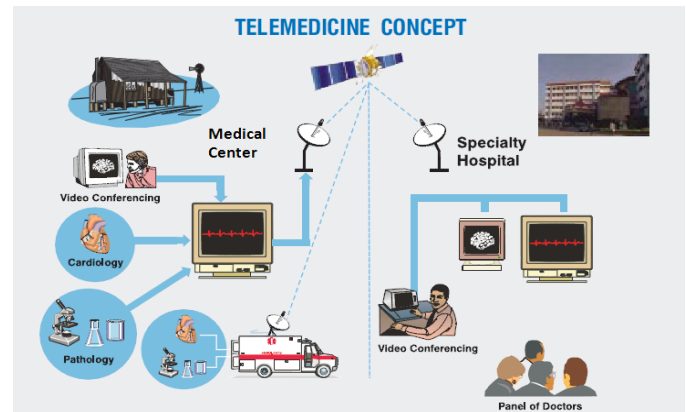 TELEMEDICINE CONCEPT
Medical
Center
Specialty
Hospital
Video Conferencing
Cardiology
Pathology
Video Conferencing
Panel of Doctors